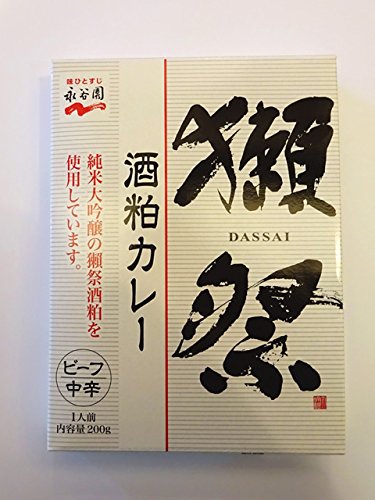 味ひとすじ
永谷園
獺祭
DASSAI
酒粕カレー
純米大吟醸の獺祭酒粕を
使用しています。
ビーフ
中辛
1人前
内容量200g